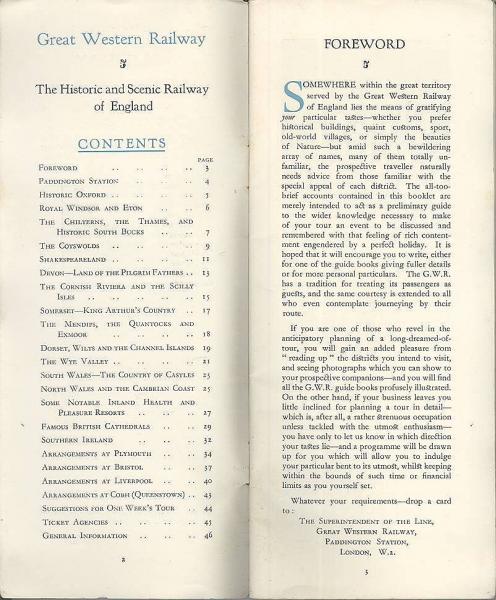 Great Western Railway
The Historic and Scenic Railway
of England
CONTENTS
PAGE
Foreword .. .. .. .. 3
Paddington Station .. .. 4
Historic Oxford .. .. .. 5
Royal Windsor and Eton .. .. 6
The Chilterns, the Thames, and
Historic South Bucks .. .. 7
The Cotswolds .. .. .. 9
Shakespeareland .. .. .. 11
Devon—Land of the Pilgrim Fathers .. 13
The Cornish Riviera and the Scilly
Isles .. .. .. .. 15
Somerset—King Arthur's Country .. 17
The Mendips, the Quantocks and
Exmoor .. .. .. .. 18
Dorset, Wilts and the Channel Islands 19
The Wye Valley .. .. .. 21
South Wales—The Country of Castles 25
North Wales and the Cambrian Coast 25
Some Notable Inland Health and
Pleasure Resorts .. .. 27
Famous British Cathedrals .. .. 29
Southern Ireland .. .. .. 32
Arrangements at Plymouth .. .. 34
Arrangements at Bristol .. .. 37
Arrangements at Liverpool .. .. 40
Arrangements at Cobh (Queenstown) .. 43
Suggestions for One Week's Tour .. 44
Ticket Agencies .. .. .. 45
General Information .. .. .. 46
2
FOREWORD
SOMEWHERE within the great territory
served by the Great Western Railway
of England lies the means of gratifying
your particular tastes—whether you prefer
historical buildings, quaint customs, sport,
old-world villages, or simply the beauties
of Nature—but amid such a bewildering
array of names, many of them totally un-
familiar, the prospective traveller naturally
needs advice from those familiar with the
special appeal of each district. The all-too-
brief accounts contained in this booklet are
merely intended to act as a preliminary guide
to the wider knowledge necessary to make
of your tour an event to be discussed and
remembered with that feeling of rich content-
ment engendered by a perfect holiday. It is
hoped that it will encourage you to write, either
for one of the guide books giving fuller details
or for more personal particulars. The G.W.R.
has a tradition for treating its passengers as
guests, and the same courtesy is extended to all
who even contemplate journeying by their
route.
If you are one of those who revel in the
anticipatory planning of a long-dreamed-of-
tour, you will gain an added pleasure from
"reading up" the districts you intend to visit,
and seeing photographs which you can show to
your prospective companions—and you will find
all the G.W.R. guide books profusely illustrated.
On the other hand, if your business leaves you
little inclined for planning a tour in detail—
which is, after all, a rather strenuous occupation
unless tackled with the utmost enthusiasm—
you have only to let us know in which direction
your tastes lie—and a programme will be drawn
up for you which will allow you to indulge
your particular bent to its utmost, whilst keeping
within the bounds of such time or financial
limits as you yourself set.
Whatever your requirements—drop a card
to :
The Superintendent of the Line,
Great Western Railway,
Paddington Station,
London, W.2.
3